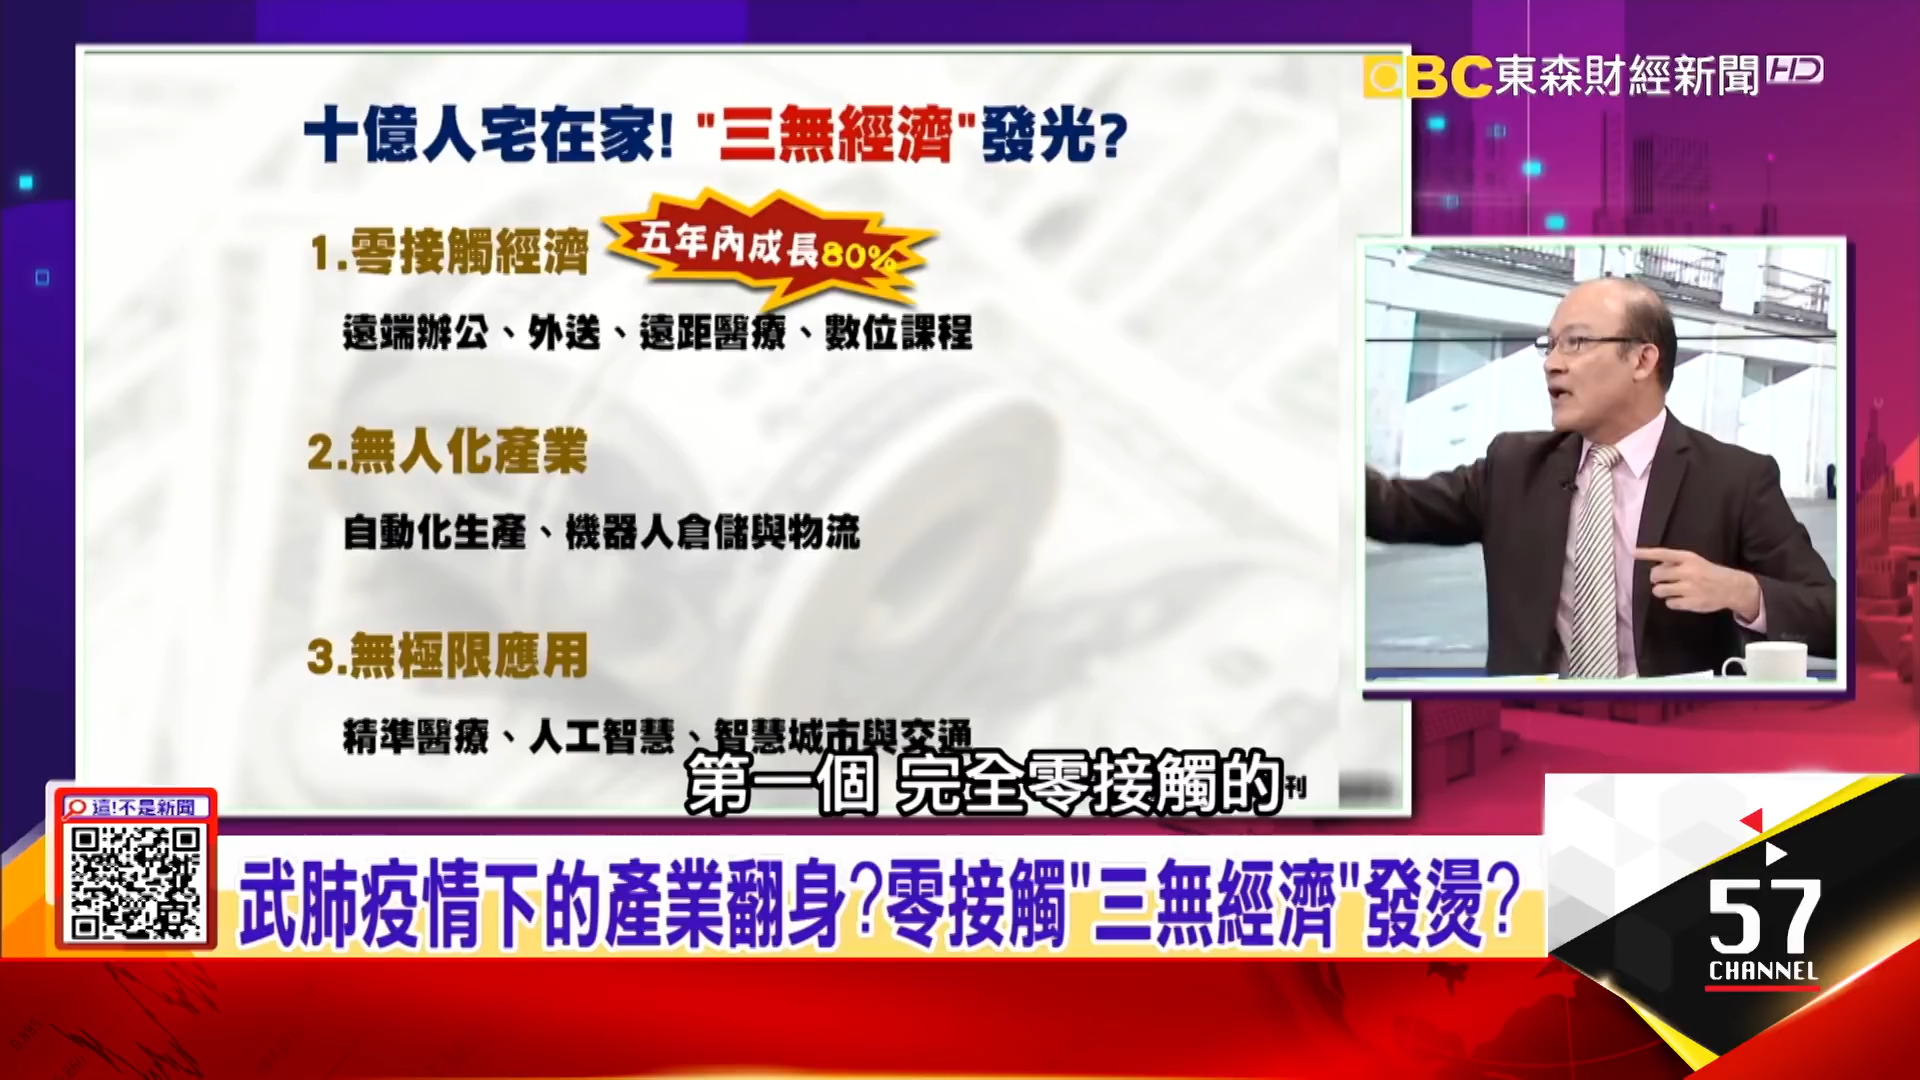 EBC東森財經新聞HD
十億人宅在家!"三無經濟"發光?
1.零接觸經濟
五年內成長80%
遠端辦公、外送、遠距醫療、數位課程
2.無人化產業
自動化生產、機器人倉儲與物流
3.無極限應用
精準醫療、人工智慧、智慧城市與交通
第一個 完全零接觸的
刊
這!不是新聞
武肺疫情下的產業翻身?零接觸"三無經濟"發燙?
57
CHANNEL